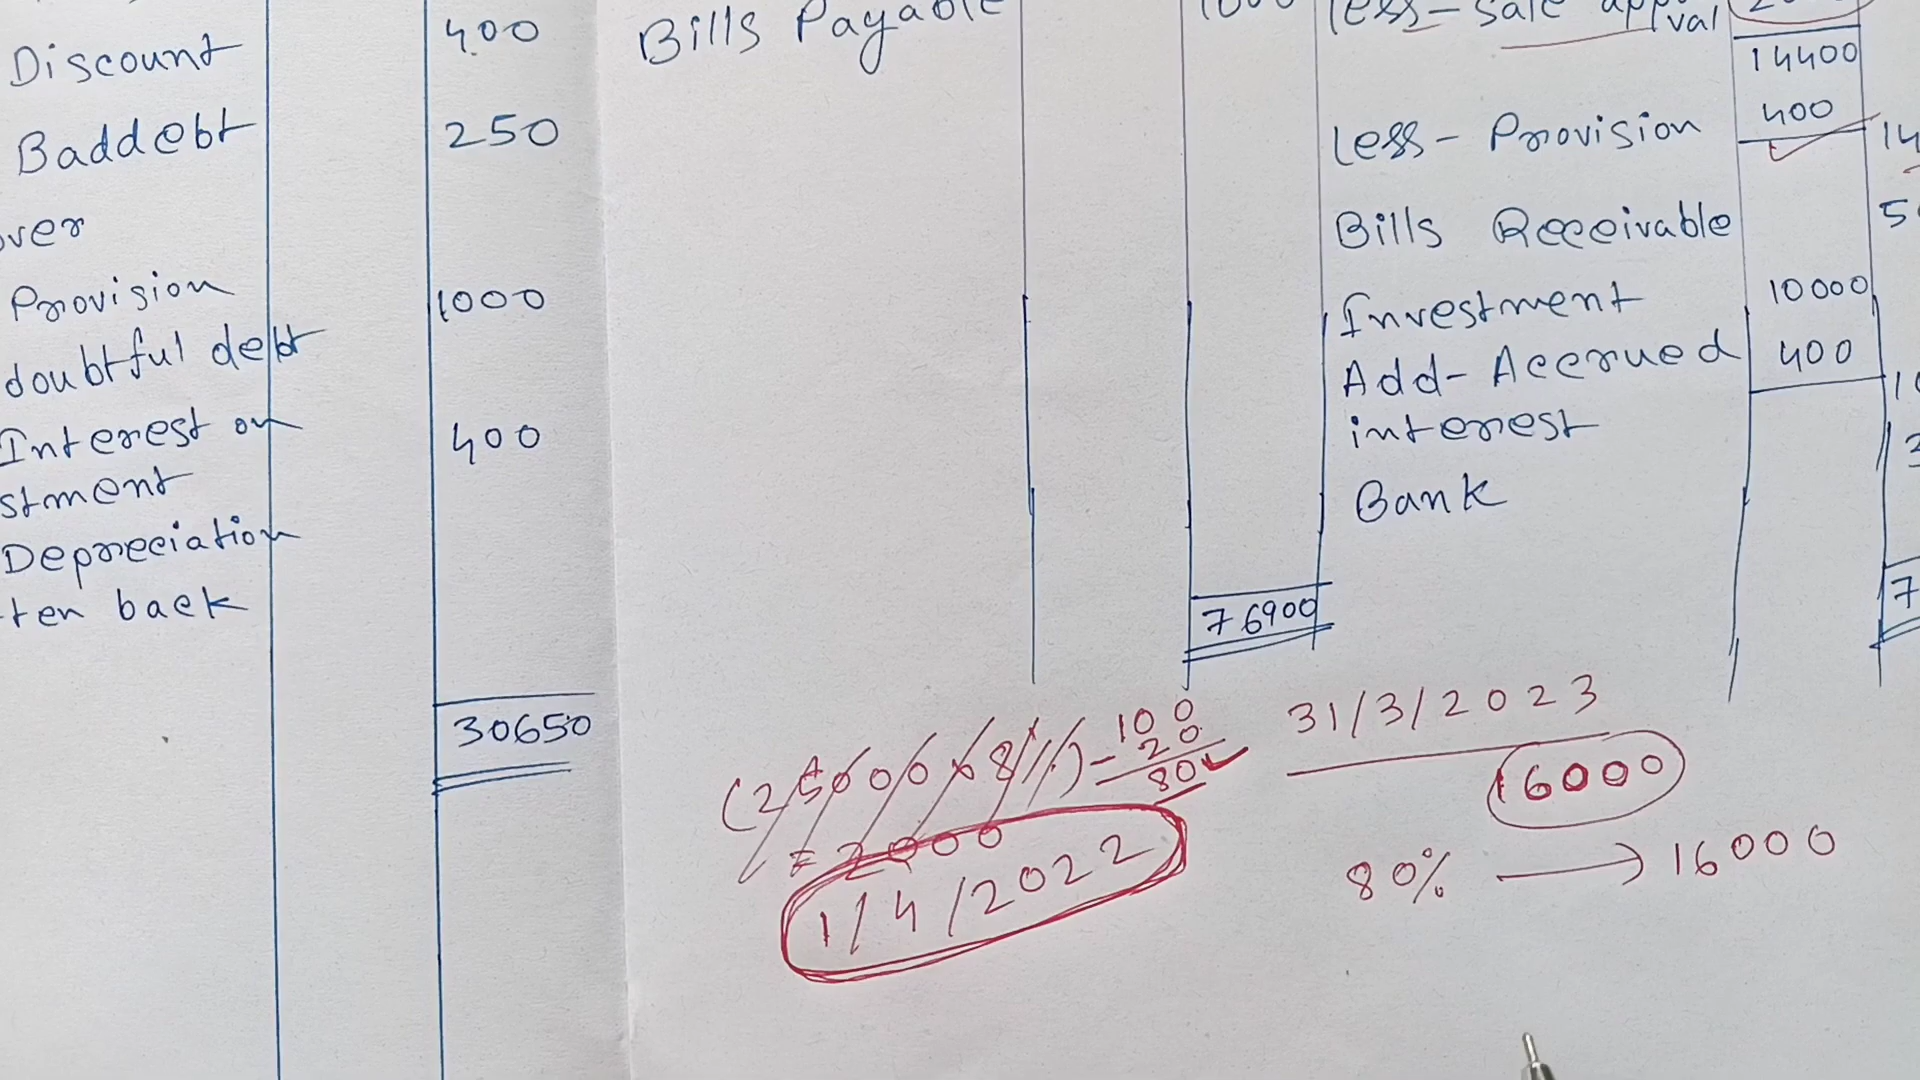 Discount 400
Baddebt 250
Provision 1000
doubtful debt
Interest on 400
stment
Depreciation
ten back
30650
Bills Payable
less - sale
14400
Less - Provision 400
Bills Receivable
Investment 10000
Add - Accrued 400
interest
Bank
76900
(25000 x 8%)
= 2000
100
- 20
80
1/4/2022
31/3/2023
16000
80% → 16000